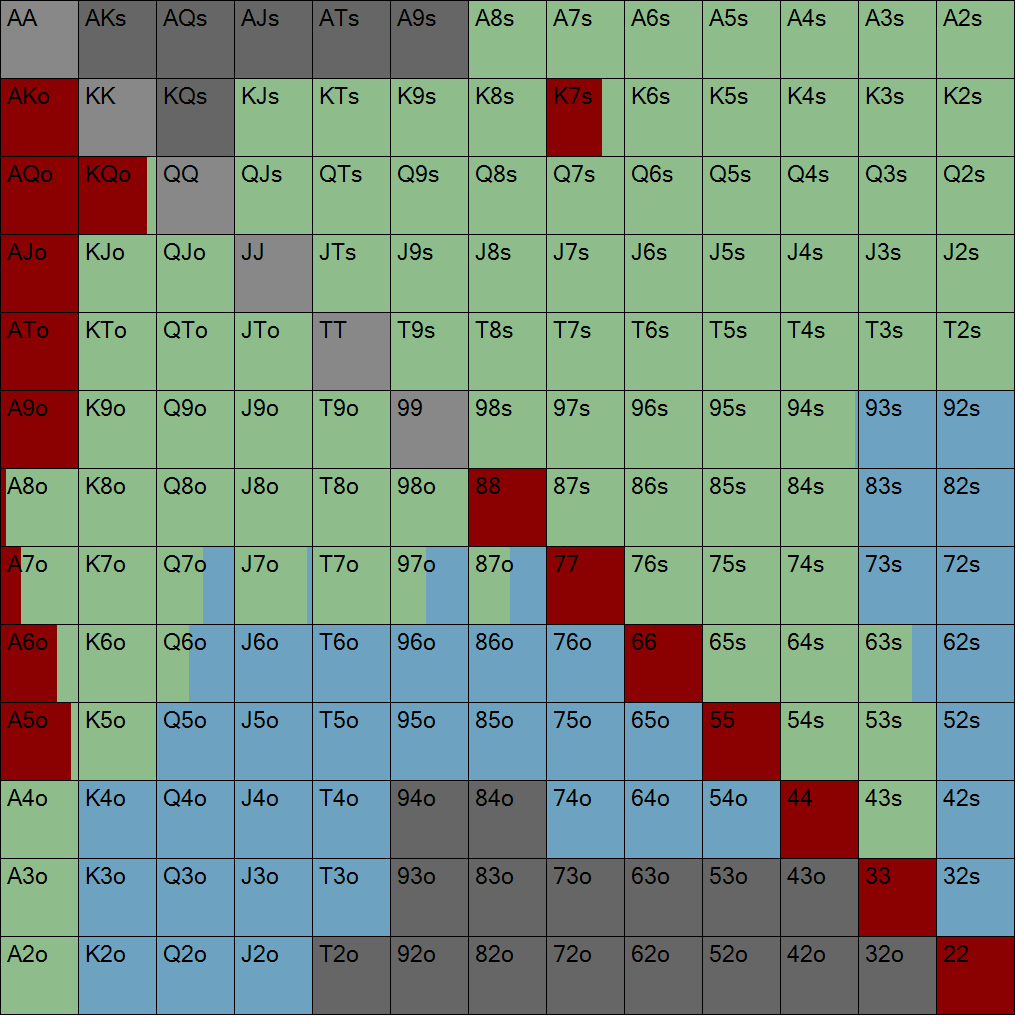 AA AKs AQs AJs ATs A9s A8s A7s A6s A5s A4s A3s A2s
AKo KK KQs KJs KTs K9s K8s K7s K6s K5s K4s K3s K2s
AQo KQo QQ QJs QTs Q9s Q8s Q7s Q6s Q5s Q4s Q3s Q2s
AJo KJo QJo JJ JTs J9s J8s J7s J6s J5s J4s J3s J2s
ATo KTo QTo JTo TT T9s T8s T7s T6s T5s T4s T3s T2s
A9o K9o Q9o J9o T9o 99 98s 97s 96s 95s 94s 93s 92s
A8o K8o Q8o J8o T8o 98o 88 87s 86s 85s 84s 83s 82s
A7o K7o Q7o J7o T7o 97o 87o 77 76s 75s 74s 73s 72s
A6o K6o Q6o J6o T6o 96o 86o 76o 66 65s 64s 63s 62s
A5o K5o Q5o J5o T5o 95o 85o 75o 65o 55 54s 53s 52s
A4o K4o Q4o J4o T4o 94o 84o 74o 64o 54o 44 43s 42s
A3o K3o Q3o J3o T3o 93o 83o 73o 63o 53o 43o 33 32s
A2o K2o Q2o J2o T2o 92o 82o 72o 62o 52o 42o 32o 22